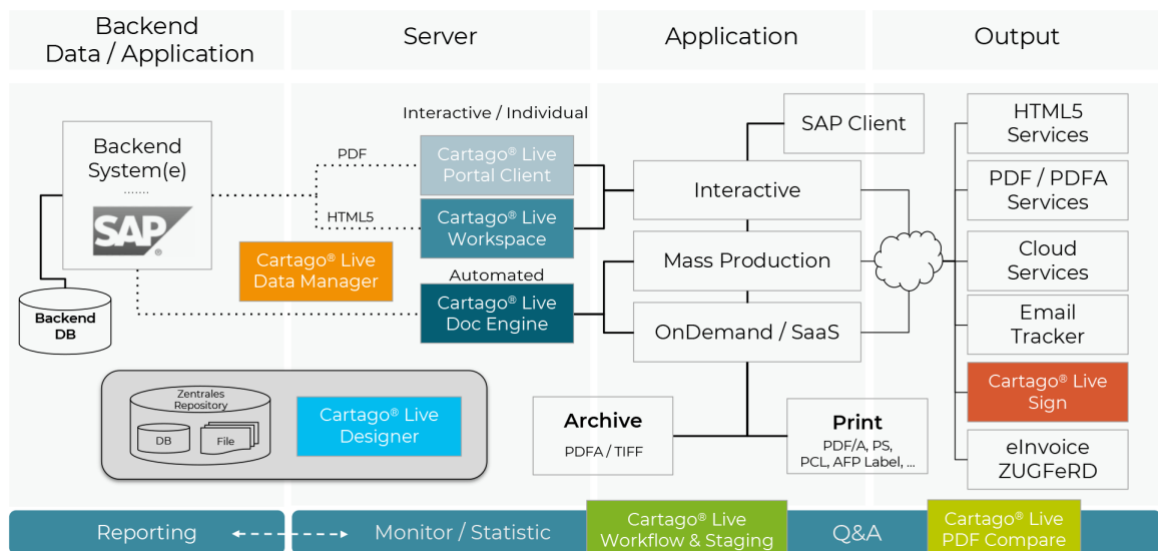 Backend
Data / Application
Server
Application
Output
Backend
System(e)
.......
SAP®
Backend
DB
Interactive / Individual
PDF
HTML5
Cartago® Live
Portal Client
Cartago® Live
Workspace
Cartago® Live
Data Manager
Automated
Cartago® Live
Doc Engine
Zentrales
Repository
DB
File
Cartago® Live
Designer
SAP Client
Interactive
Mass Production
OnDemand / SaaS
Archive
PDFA / TIFF
Print
PDF/A, PS,
PCL, AFP Label, ...
HTML5
Services
PDF / PDFA
Services
Cloud
Services
Email
Tracker
Cartago® Live
Sign
eInvoice
ZUGFeRD
Reporting
Monitor / Statistic
Cartago® Live
Workflow & Staging
Q&A
Cartago® Live
PDF Compare